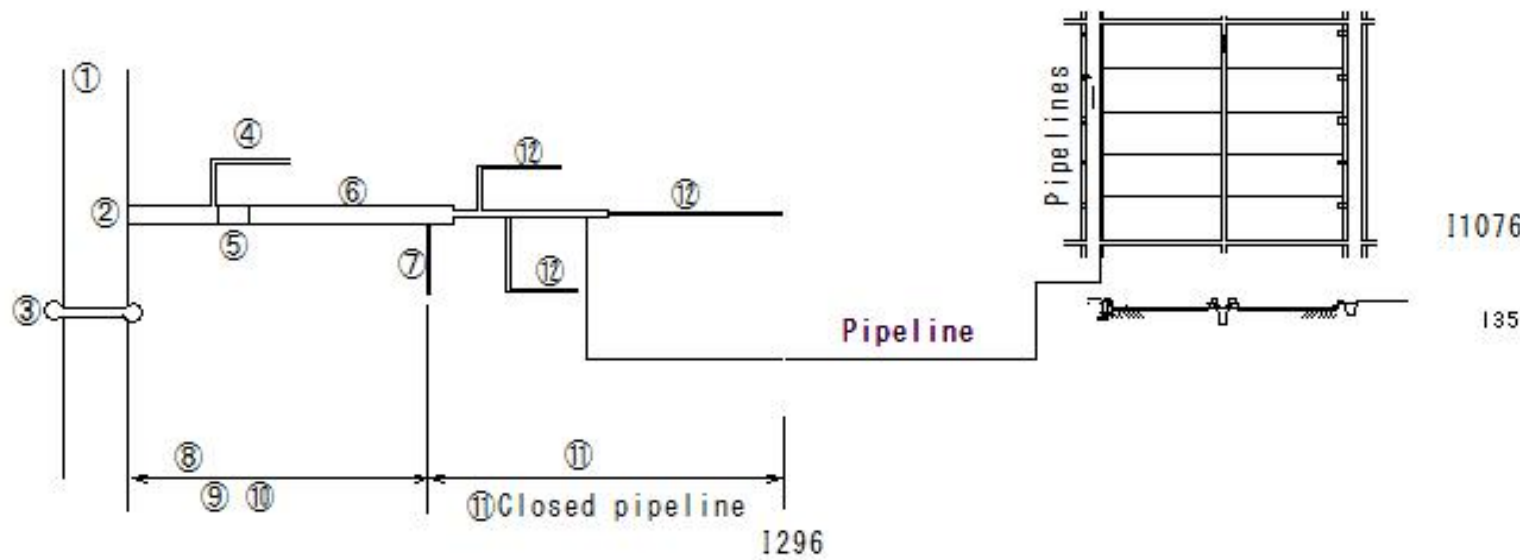 ①
④
⑫
Pipelines
②
⑥
⑫
⑤
⑦
⑫
I1076
③
Pipeline
I35
⑧
⑪
⑨ ⑩
⑪Closed pipeline
I296